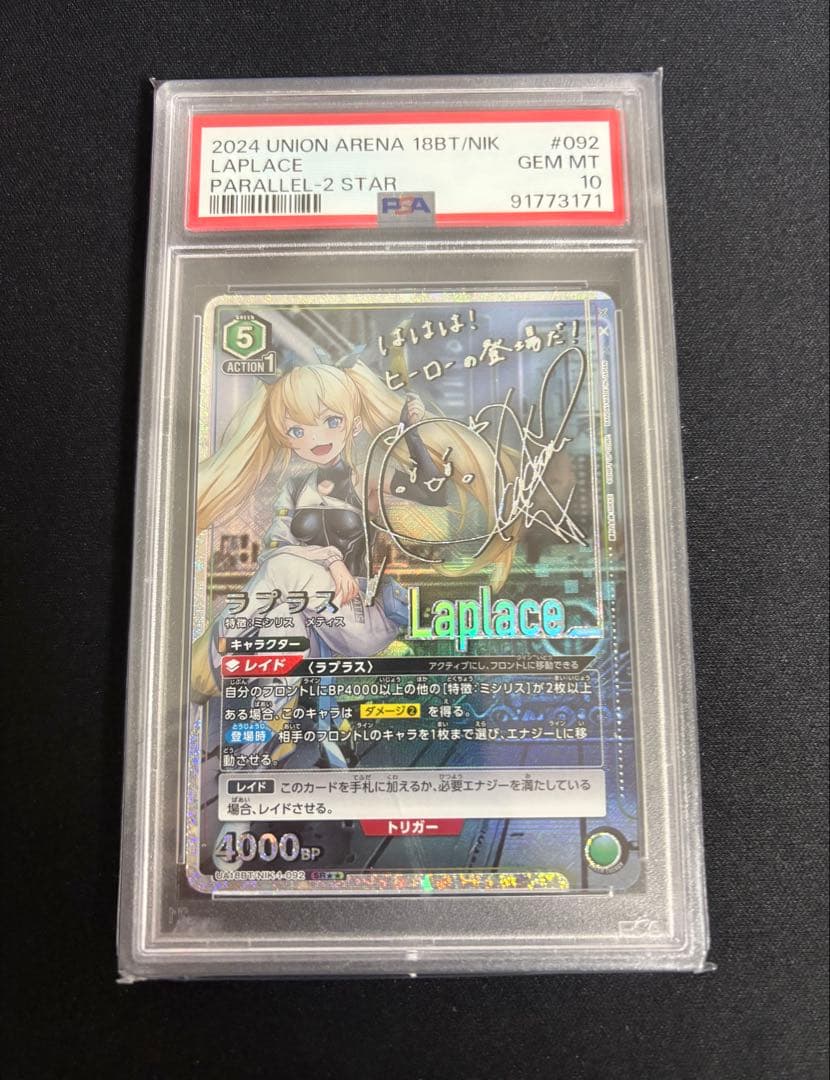 2024 UNION ARENA 18BT/NIK #092
LAPLACE GEM MT
PARALLEL-2 STAR 10
PSA 91773171
GREEN
5
ACTION 1
ははは!
ヒーローの登場だ!
ラプラス
特徴:ミシリス メティス
Laplace
キャラクター
レイド 〈ラプラス〉 アクティブにし、フロントLに移動できる
自分のフロントLにBP4000以上の他の[特徴:ミシリス]が2枚以上
ある場合、このキャラは ダメージ2 を得る。
登場時 相手のフロントLのキャラを1枚まで選び、エナジーLに移
動させる。
レイド このカードを手札に加えるか、必要エナジーを満たしている
場合、レイドさせる。
トリガー
4000BP
UA18BT/NIK-1-092 SR★★